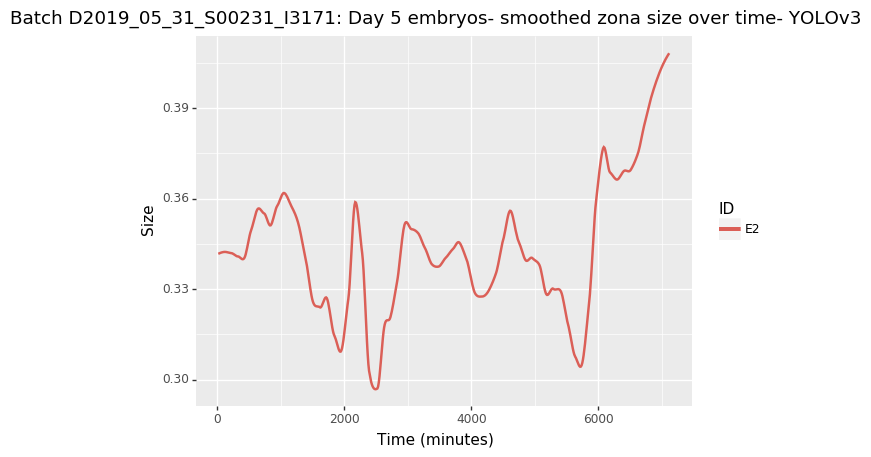 Batch D2019_05_31_S00231_I3171: Day 5 embryos- smoothed zona size over time- YOLOv3
0.39
0.36
0.33
0.30
Size
0 2000 4000 6000
Time (minutes)
ID
E2